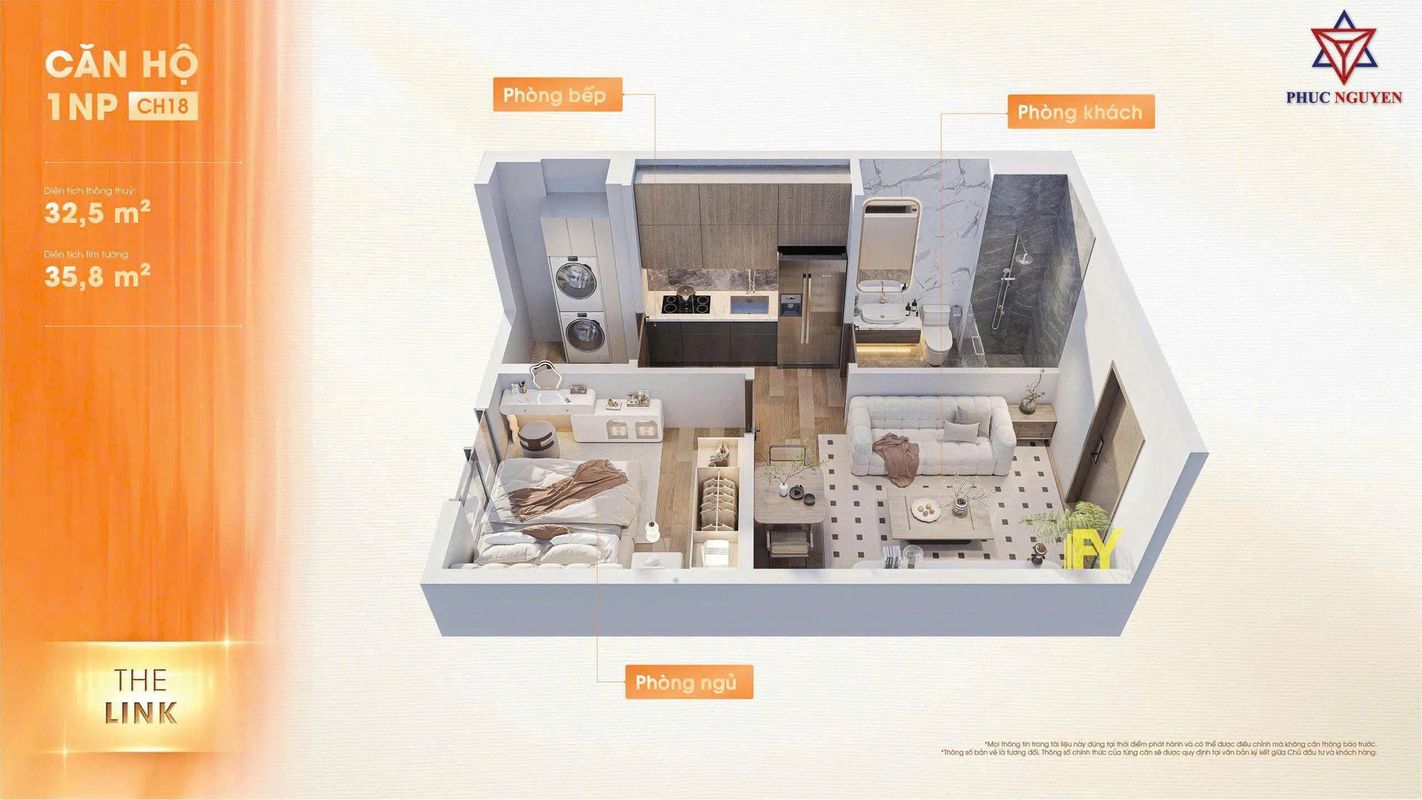 CĂN HỘ
1NP CH18
Diện tích thông thuỷ:
32,5 m²
Diện tích tim tường:
35,8 m²
THE
LINK
Phòng bếp
Phòng khách
Phòng ngủ
PHUC NGUYEN
FY
*Mọi thông tin trong tài liệu này đúng tại thời điểm phát hành và có thể được điều chỉnh mà không cần thông báo trước.
*Thông số bản vẽ là tương đối. Thông số chính thức của từng căn sẽ được quy định tại văn bản ký kết giữa Chủ đầu tư và khách hàng.